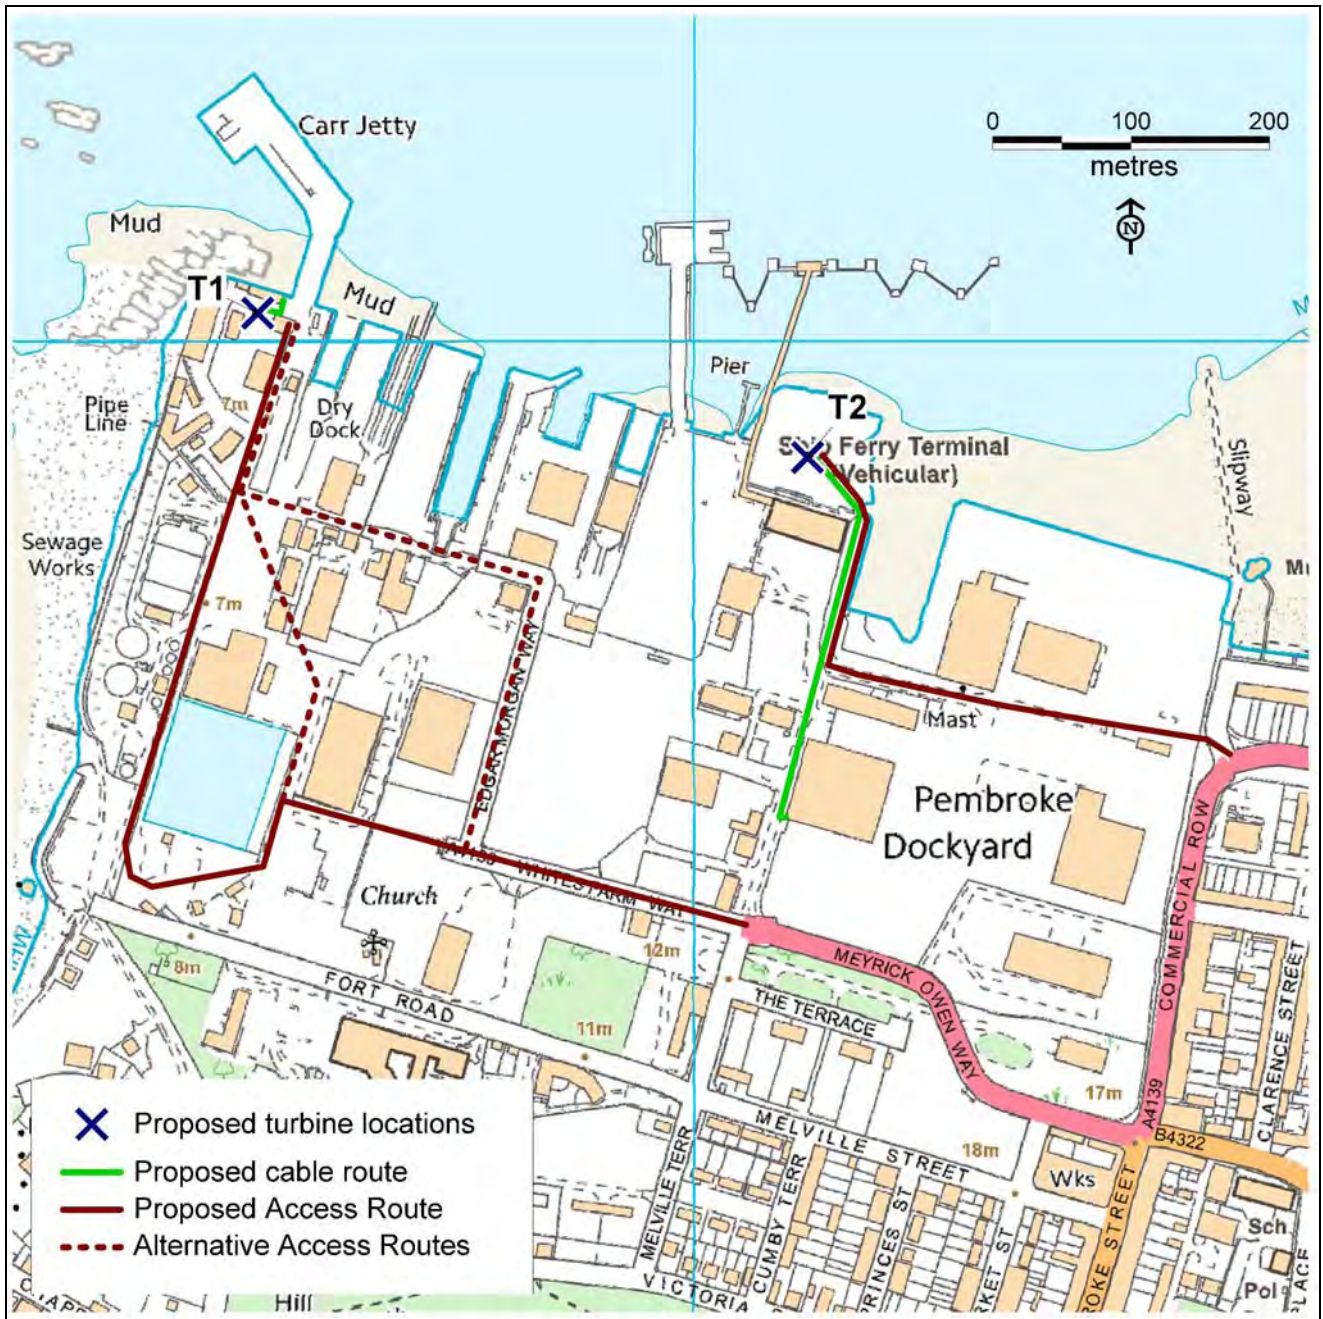 Carr Jetty
0 100 200
metres
N
Mud
T1
Mud
Pier
Pipe
Line
7m
Dry
Dock
T2
Ferry Terminal
(Vehicular)
Slipway
Sewage
Works
7m
EDGAR MORGAN WAY
Mast
Pembroke
Dockyard
COMMERCIAL ROW
WHITESTARM WAY
Church
12m
MEYRICK OWEN WAY
8m
FORT ROAD
THE TERRACE
11m
CLARENCE STREET
17m
A4139
B4322
MELVILLE STREET
18m
Wks
MELVILLE TERR
CUMBY TERR
PRINCES ST
KET ST
OKE STREET
Sch
Pol
PLACE
VICTORIA
Hill
Proposed turbine locations
Proposed cable route
Proposed Access Route
Alternative Access Routes